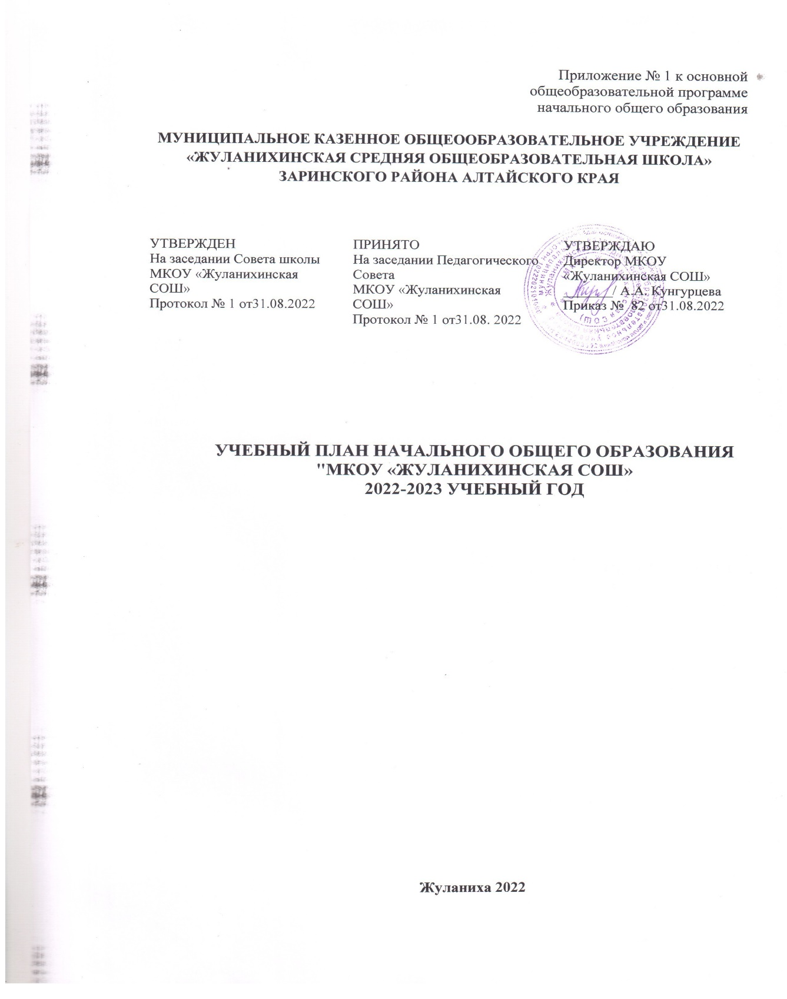 Приложение № 1 к основной
общеобразовательной программе
начального общего образования
МУНИЦИПАЛЬНОЕ КАЗЕННОЕ ОБЩЕООБРАЗОВАТЕЛЬНОЕ УЧРЕЖДЕНИЕ
«ЖУЛАНИХИНСКАЯ СРЕДНЯЯ ОБЩЕОБРАЗОВАТЕЛЬНАЯ ШКОЛА»
ЗАРИНСКОГО РАЙОНА АЛТАЙСКОГО КРАЯ
УТВЕРЖДЕН
На заседании Совета школы
МКОУ «Жуланихинская
СОШ»
Протокол № 1 от31.08.2022
ПРИНЯТО
На заседании Педагогического
Совета
МКОУ «Жуланихинская
СОШ»
Протокол № 1 от31.08. 2022
УТВЕРЖДАЮ
Директор МКОУ
«Жуланихинская СОШ»
_______/ А.А. Кунгурцева
Приказ № 82 от31.08.2022
УЧЕБНЫЙ ПЛАН НАЧАЛЬНОГО ОБЩЕГО ОБРАЗОВАНИЯ
"МКОУ «ЖУЛАНИХИНСКАЯ СОШ»
2022-2023 УЧЕБНЫЙ ГОД
Жуланиха 2022